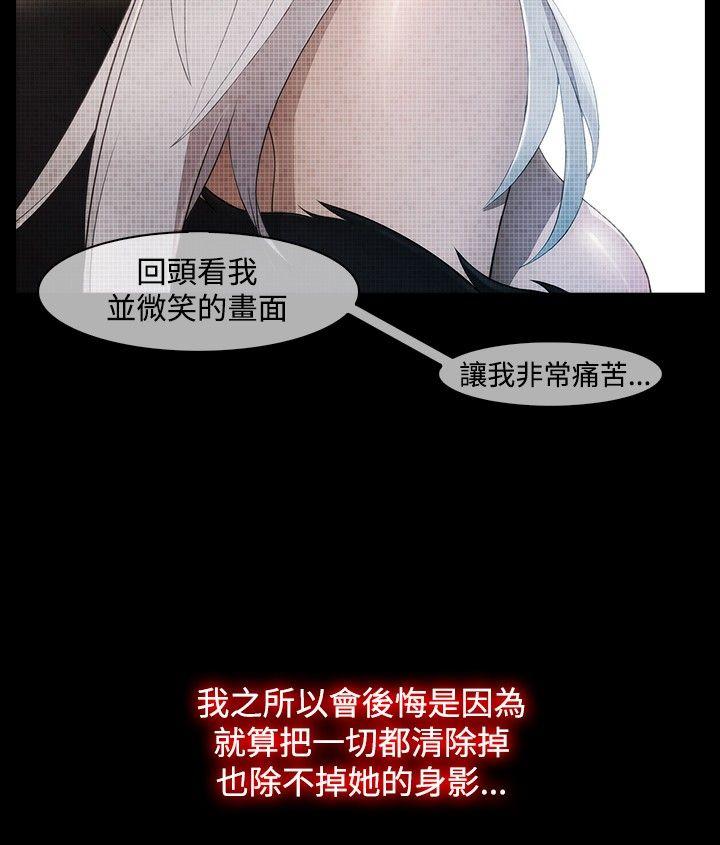 回頭看我
並微笑的畫面
讓我非常痛苦...
我之所以會後悔是因為
就算把一切都清除掉
也除不掉她的身影...